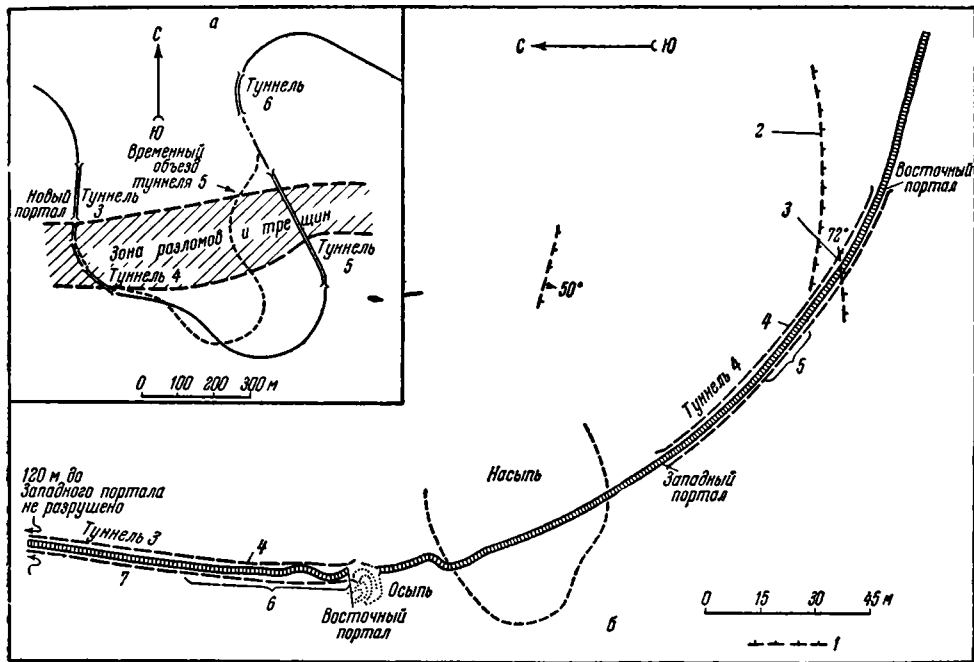 а
С
Ю
Туннель
6
Временный
объезд
туннеля 5
Новый
портал
Туннель
3
Зона разломов и трещин
Туннель 4
Туннель
5
0 100 200 300 м
С Ю
2
Восточный
портал
3
72°
50°
4
5
Туннель 4
Западный
портал
Насыпь
120 м до
Западного портала
не разрушено
Туннель 3
4
7
6
Осыпь
Восточный
портал
б
0 15 30 45 м
1